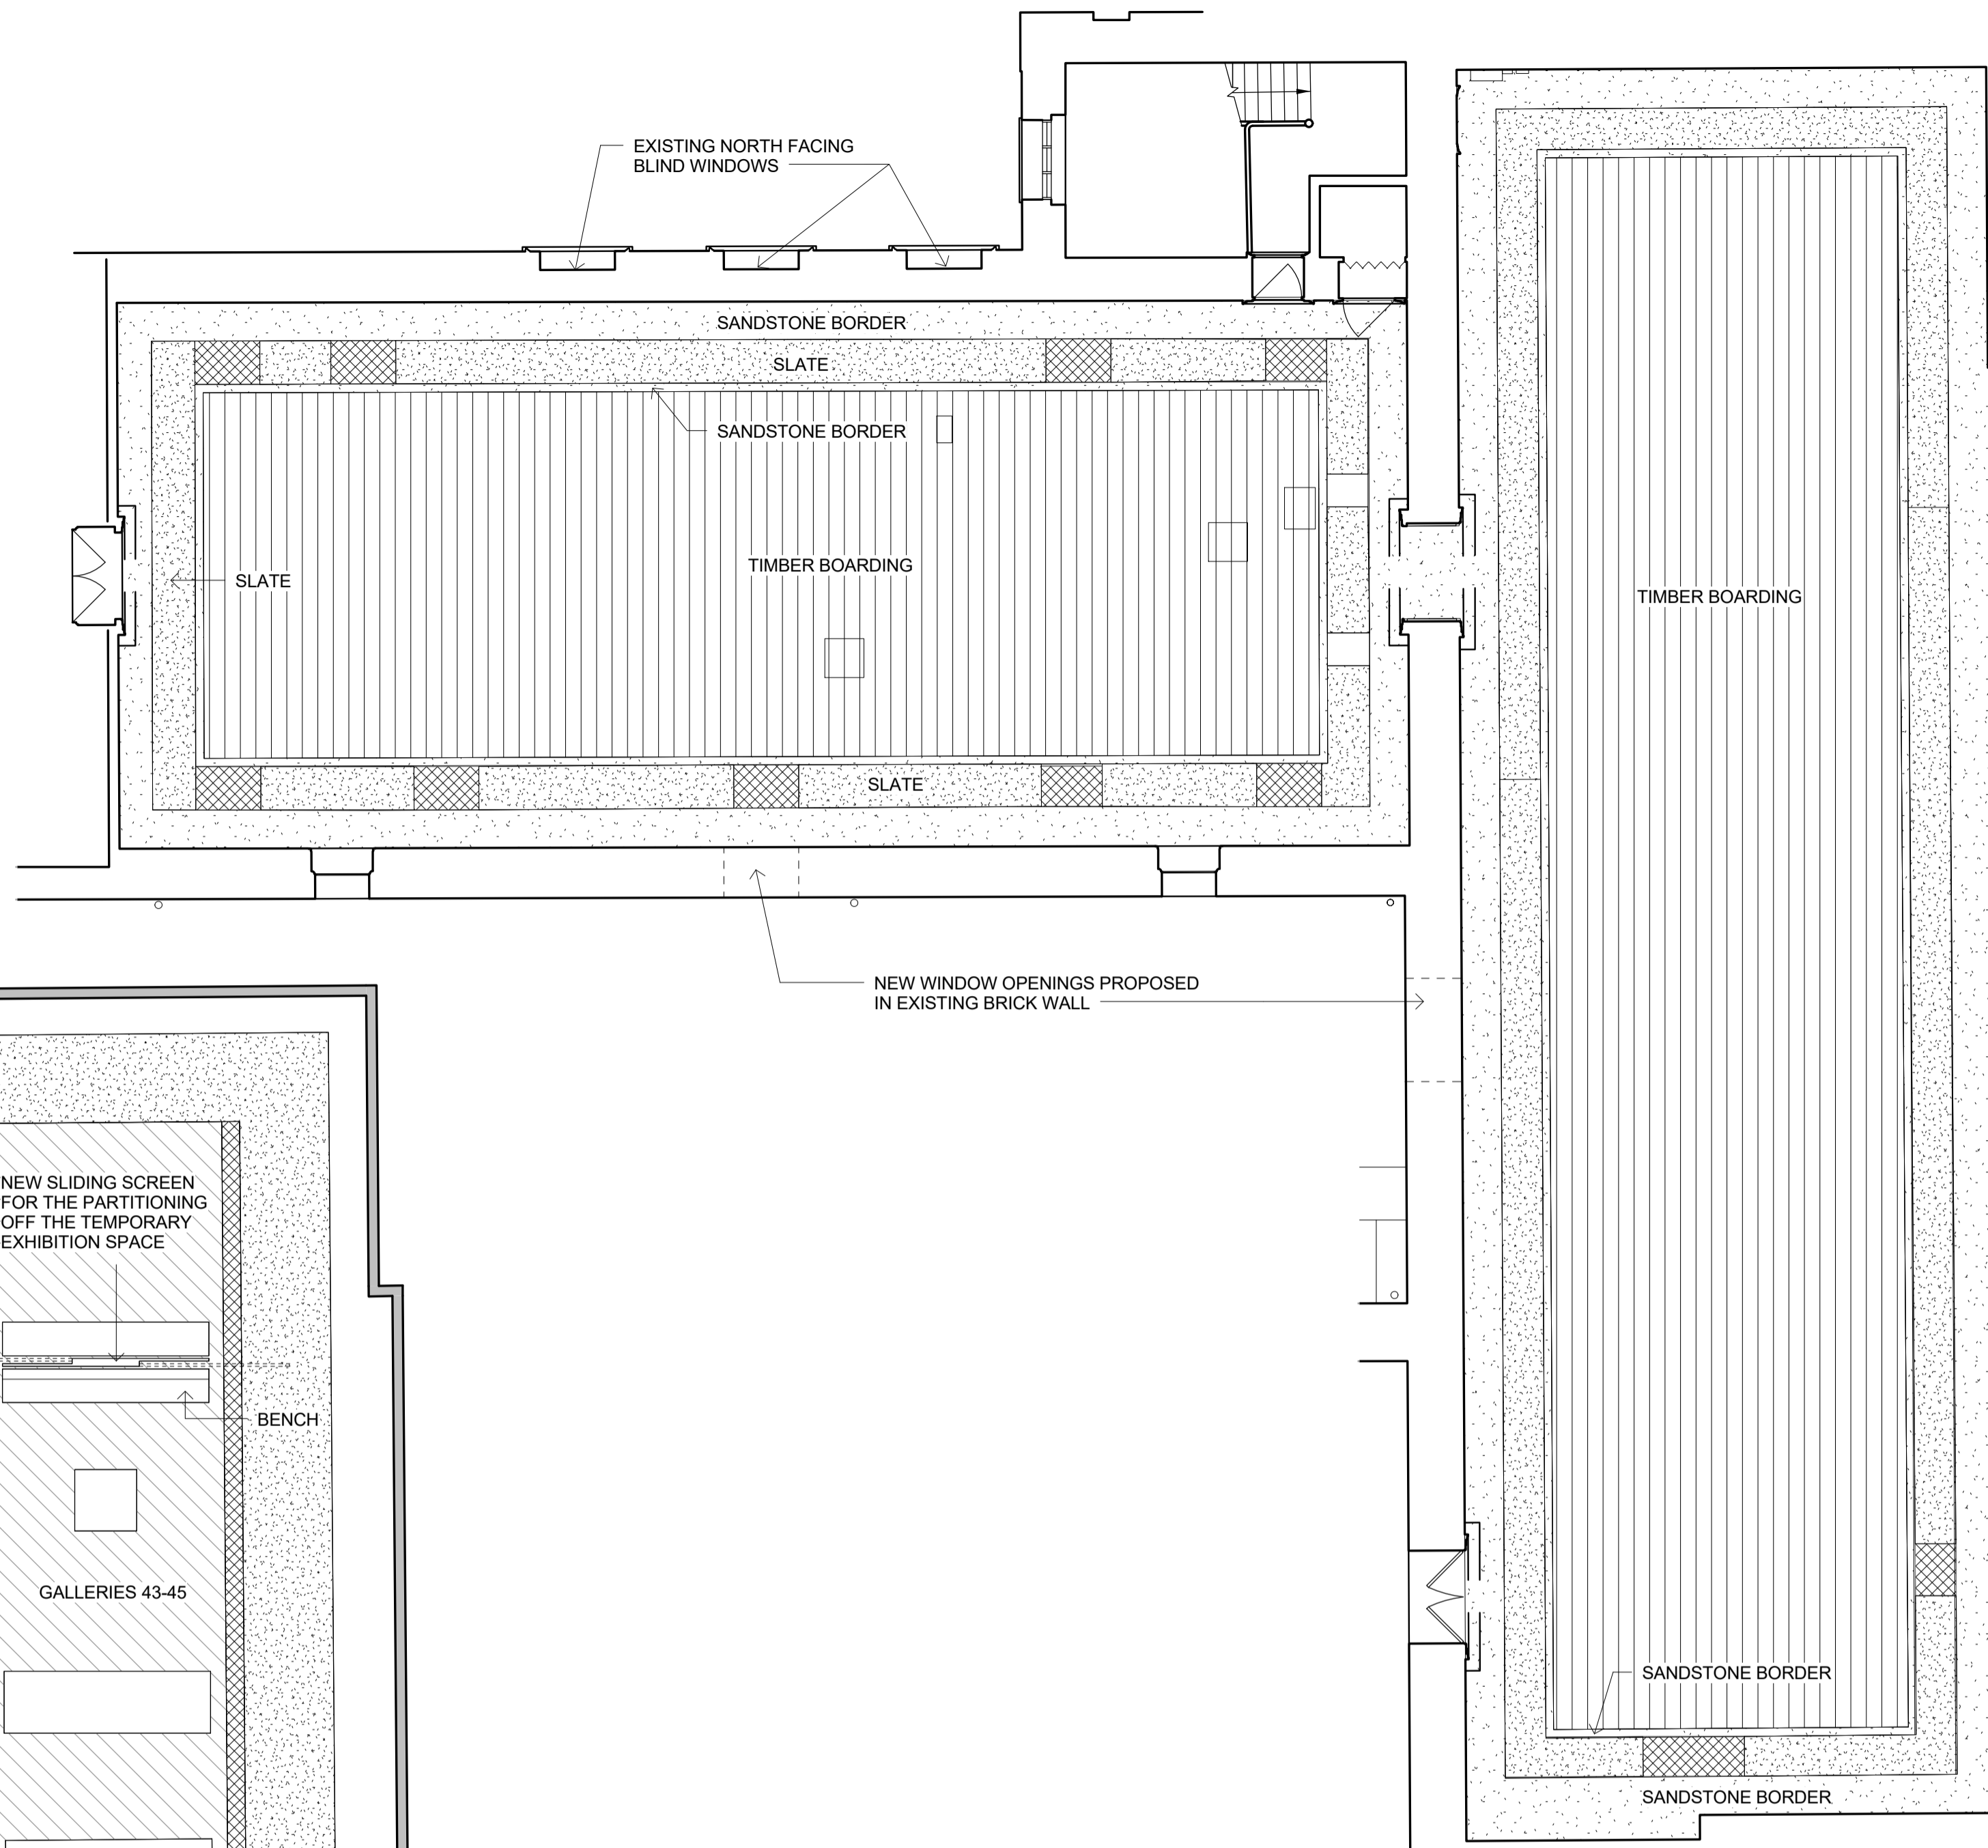 EXISTING NORTH FACING
BLIND WINDOWS
SANDSTONE BORDER
SLATE
SANDSTONE BORDER
TIMBER BOARDING
SLATE
TIMBER BOARDING
SLATE
NEW WINDOW OPENINGS PROPOSED
IN EXISTING BRICK WALL
NEW SLIDING SCREEN
FOR THE PARTITIONING
OFF THE TEMPORARY
EXHIBITION SPACE
BENCH
GALLERIES 43-45
SANDSTONE BORDER
SANDSTONE BORDER